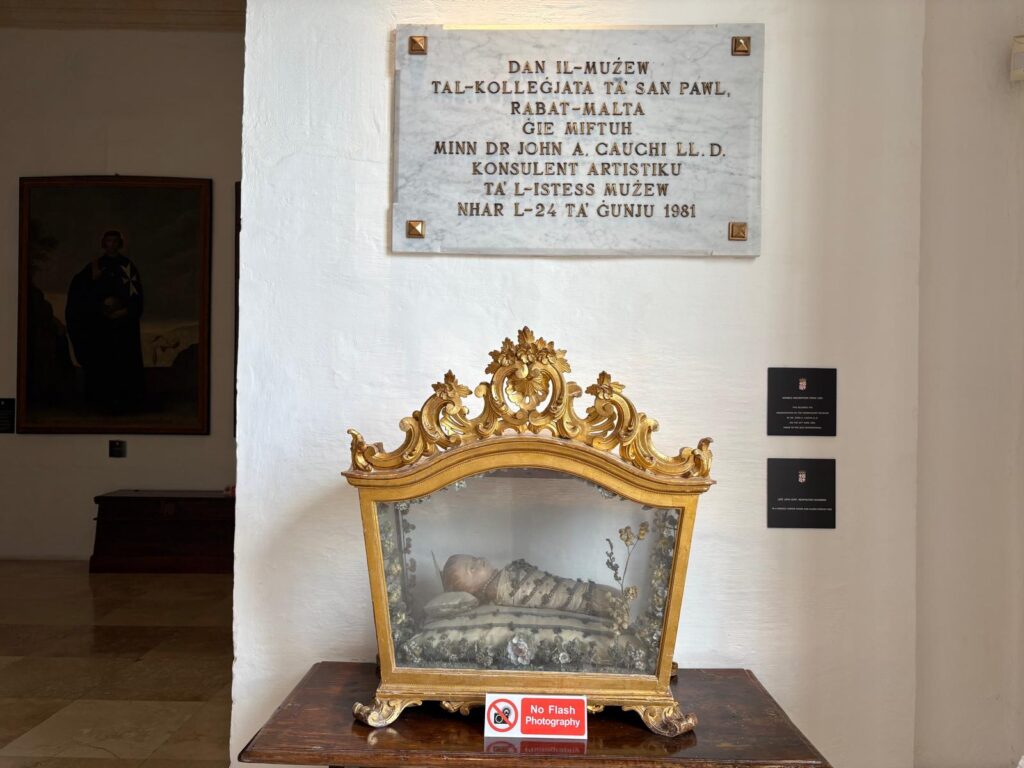 DAN IL-MUŻEW
TAL-KOLLEĠJATA TA' SAN PAWL,
RABAT-MALTA
ĠIE MIFTUH
MINN DR JOHN A. CAUCHI LL. D.
KONSULENT ARTISTIKU
TA' L-ISTESS MUŻEW
NHAR L-24 TA' ĠUNJU 1981
No Flash
Photography